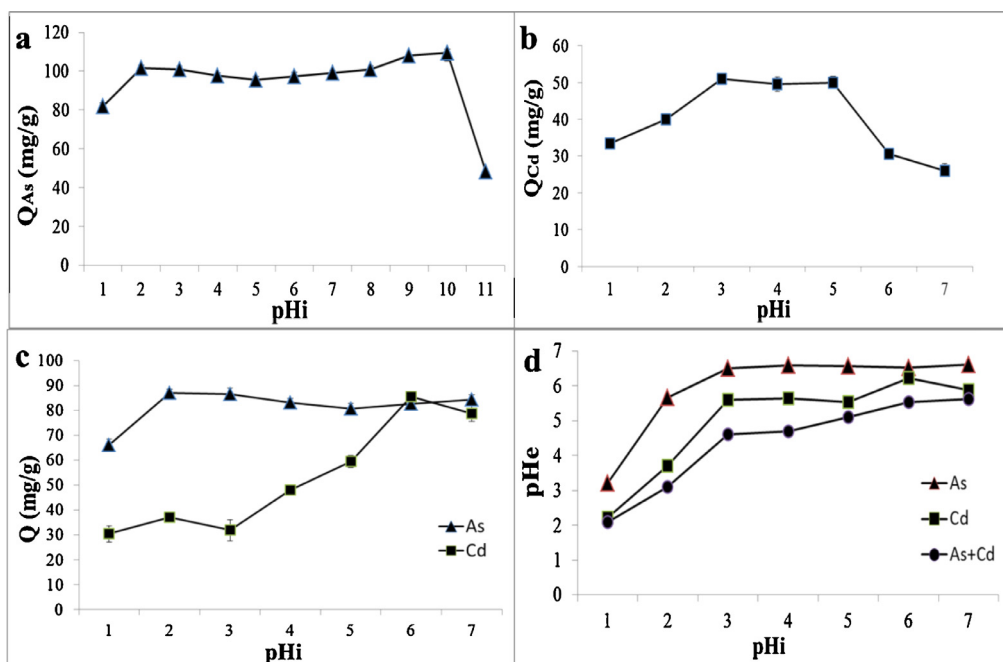 a
120
100
80
60
40
20
0
QAs (mg/g)
1 2 3 4 5 6 7 8 9 10 11
pHi
b
60
50
40
30
20
10
0
QCd (mg/g)
1 2 3 4 5 6 7
pHi
c
100
90
80
70
60
50
40
30
20
10
0
Q (mg/g)
As
Cd
1 2 3 4 5 6 7
pHi
d
7
6
5
4
3
2
1
0
pHe
As
Cd
As+Cd
1 2 3 4 5 6 7
pHi